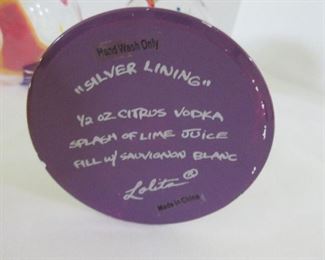 Hand Wash Only
"SILVER LINING"
1/2 OZ CITRUS VODKA
SPLASH OF LIME JUICE
FILL W/ SAUVIGNON BLANC
Lolita ®
Made in China